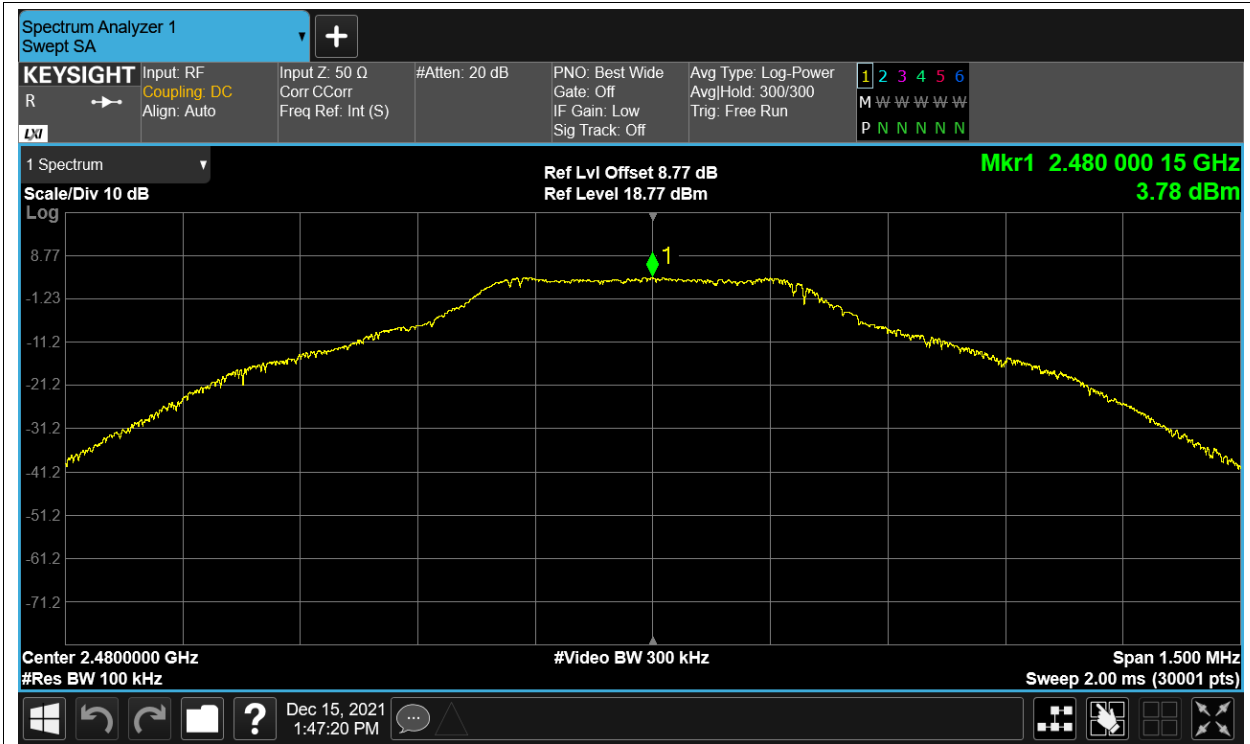 Spectrum Analyzer 1
Swept SA
KEYSIGHT
R
LXI
Input: RF
Coupling: DC
Align: Auto
Input Z: 50 Ω
Corr CCorr
Freq Ref: Int (S)
#Atten: 20 dB
PNO: Best Wide
Gate: Off
IF Gain: Low
Sig Track: Off
Avg Type: Log-Power
Avg|Hold: 300/300
Trig: Free Run
1 2 3 4 5 6
M W W W W W
P N N N N N
1 Spectrum
Scale/Div 10 dB
Log
Ref Lvl Offset 8.77 dB
Ref Level 18.77 dBm
Mkr1 2.480 000 15 GHz
3.78 dBm
1
8.77
-1.23
-11.2
-21.2
-31.2
-41.2
-51.2
-61.2
-71.2
Center 2.4800000 GHz
#Video BW 300 kHz
Span 1.500 MHz
#Res BW 100 kHz
Sweep 2.00 ms (30001 pts)
?
Dec 15, 2021
1:47:20 PM